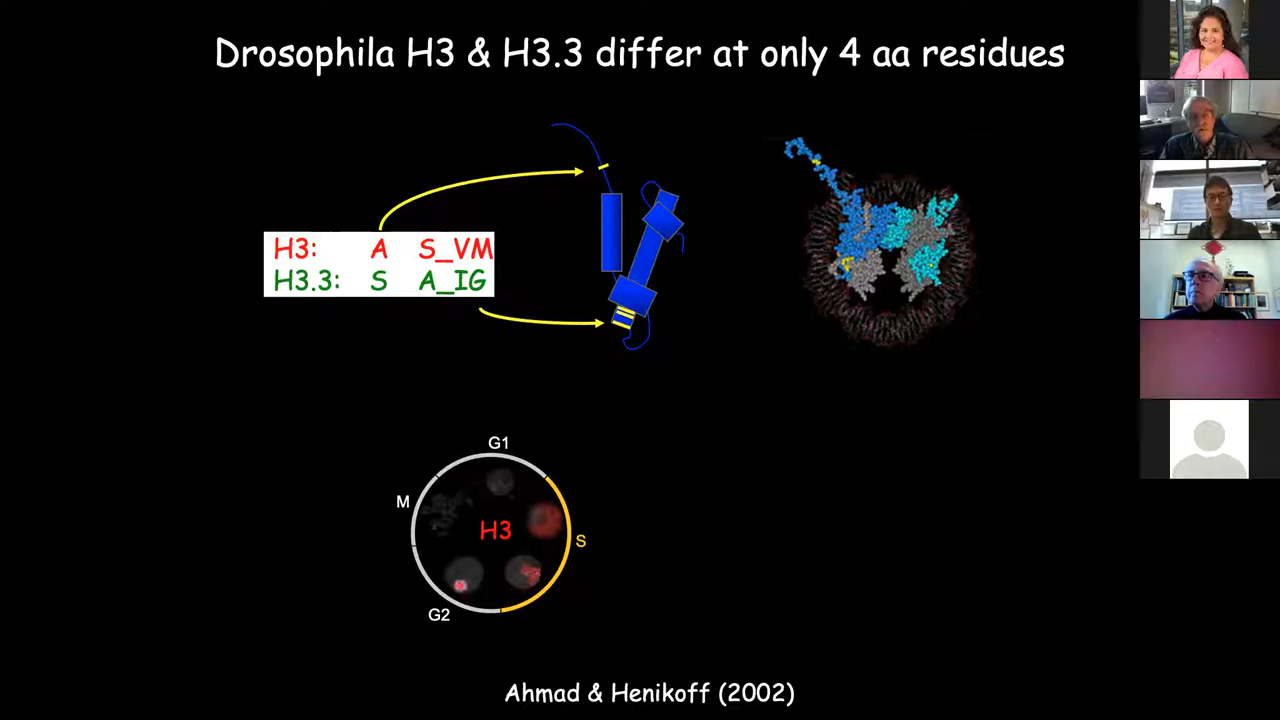 Drosophila H3 & H3.3 differ at only 4 aa residues
H3: A S_VM
H3.3: S A_IG
G1
M
H3
S
G2
Ahmad & Henikoff (2002)